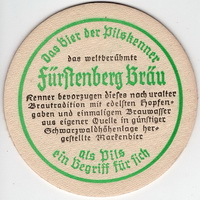 Das Bier der Pilskenner
das weltberühmte
Fürstenberg Bräu
Kenner bevorzugen dieses nach uralter
Brautradition mit edelsten Hopfen-
gaben und einmaligem Brauwasser
aus eigener Quelle in günstiger
Schwarzwaldhöhenlage her-
gestellte Markenbier
als Pils
ein Begriff für sich